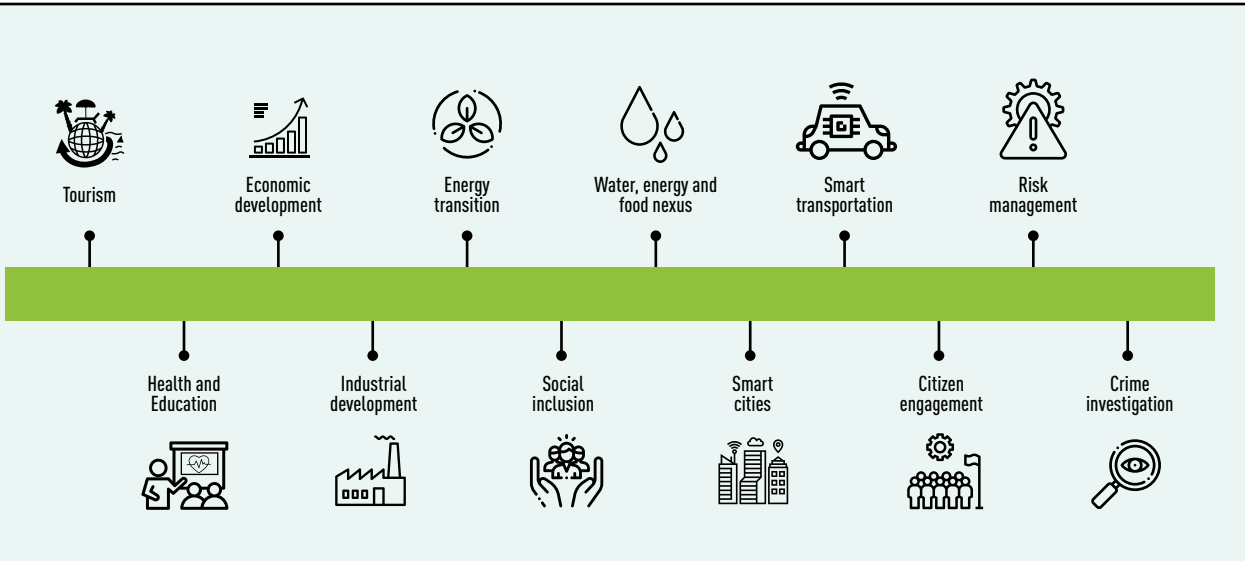 Tourism
Economic
development
Energy
transition
Water, energy and
food nexus
Smart
transportation
Risk
management
Health and
Education
Industrial
development
Social
inclusion
Smart
cities
Citizen
engagement
Crime
investigation